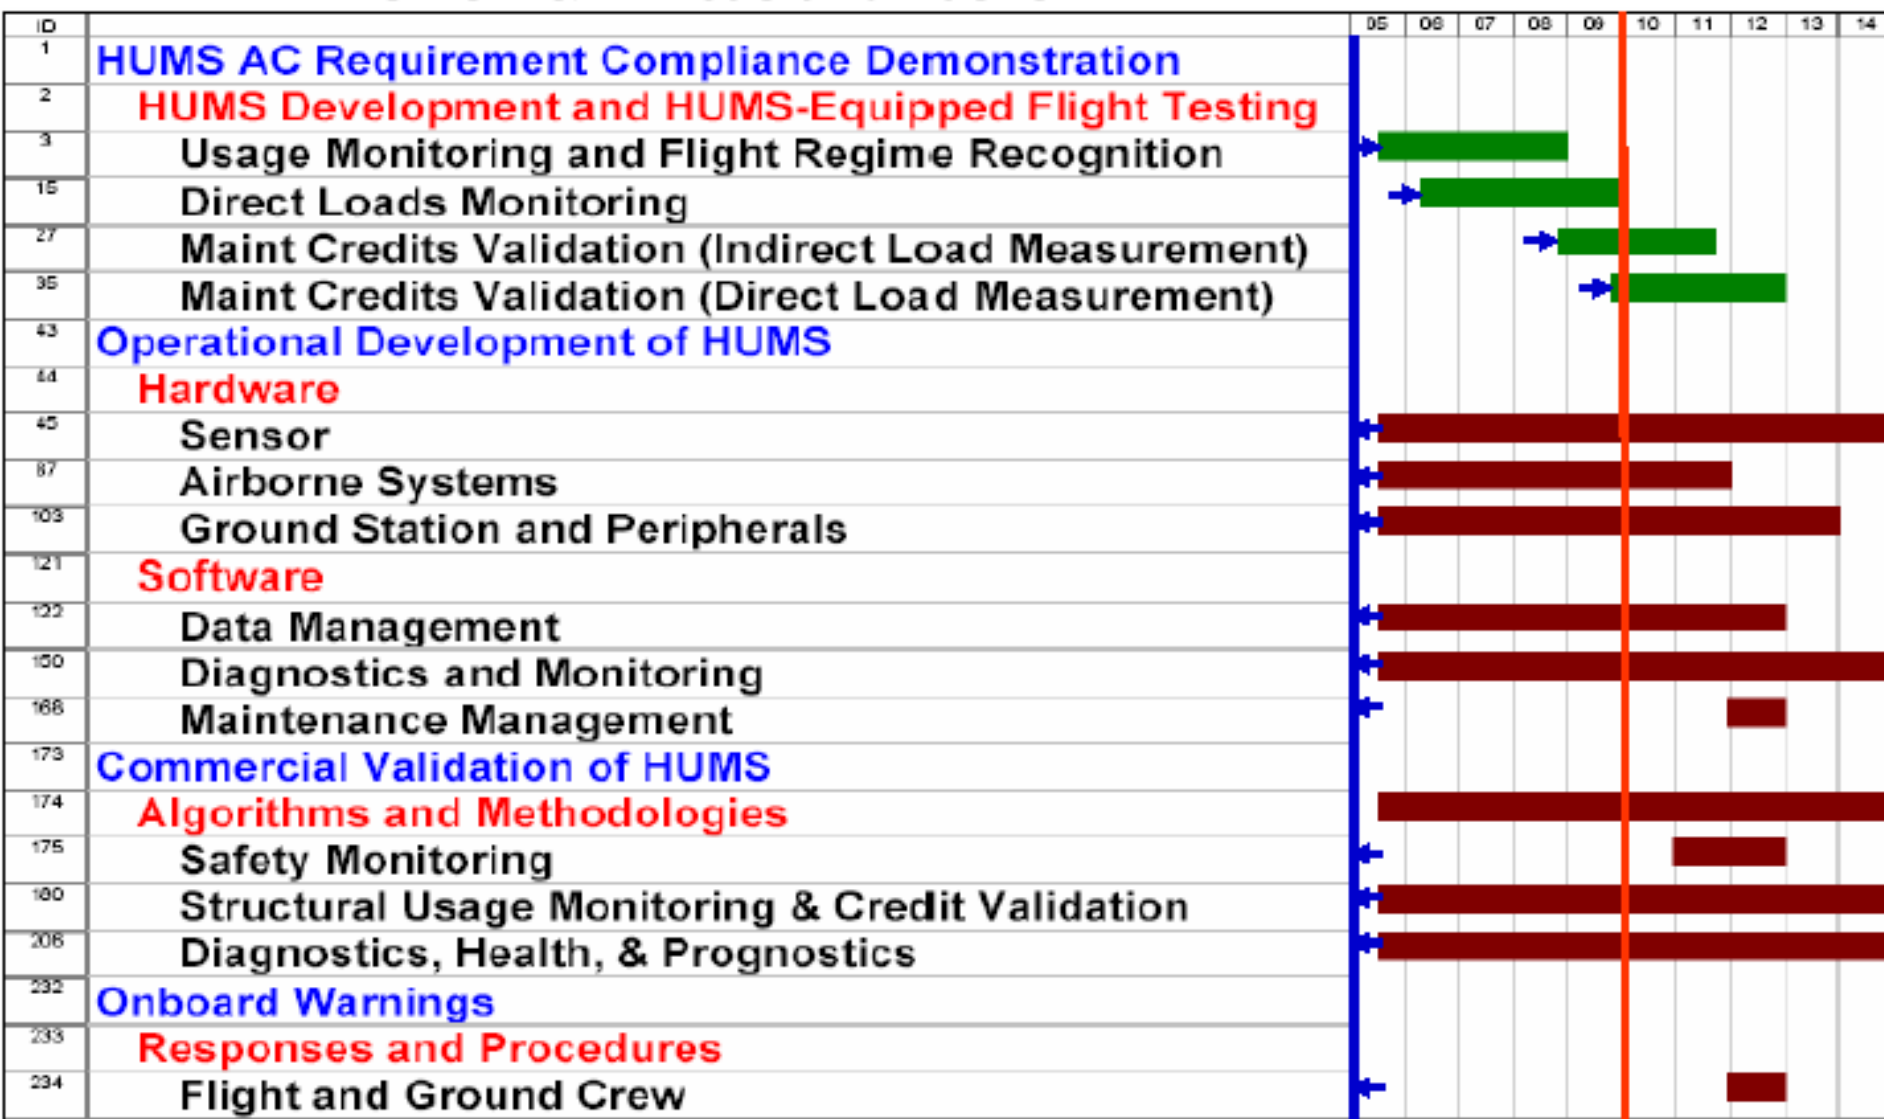 ID 05 06 07 08 09 10 11 12 13 14
1 HUMS AC Requirement Compliance Demonstration
2 HUMS Development and HUMS-Equipped Flight Testing
3 Usage Monitoring and Flight Regime Recognition
15 Direct Loads Monitoring
27 Maint Credits Validation (Indirect Load Measurement)
35 Maint Credits Validation (Direct Load Measurement)
43 Operational Development of HUMS
44 Hardware
45 Sensor
87 Airborne Systems
103 Ground Station and Peripherals
121 Software
122 Data Management
150 Diagnostics and Monitoring
168 Maintenance Management
173 Commercial Validation of HUMS
174 Algorithms and Methodologies
175 Safety Monitoring
180 Structural Usage Monitoring & Credit Validation
206 Diagnostics, Health, & Prognostics
232 Onboard Warnings
233 Responses and Procedures
234 Flight and Ground Crew